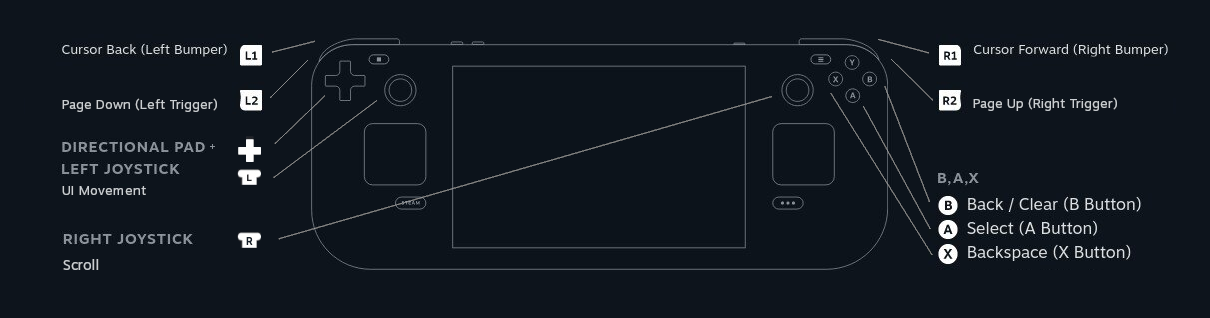 Cursor Back (Left Bumper)
L1
L2
Page Down (Left Trigger)
DIRECTIONAL PAD +
LEFT JOYSTICK
L
UI Movement
RIGHT JOYSTICK
R
Scroll
STEAM
Y
X
B
A
R1
Cursor Forward (Right Bumper)
R2
Page Up (Right Trigger)
B,A,X
B Back / Clear (B Button)
A Select (A Button)
X Backspace (X Button)